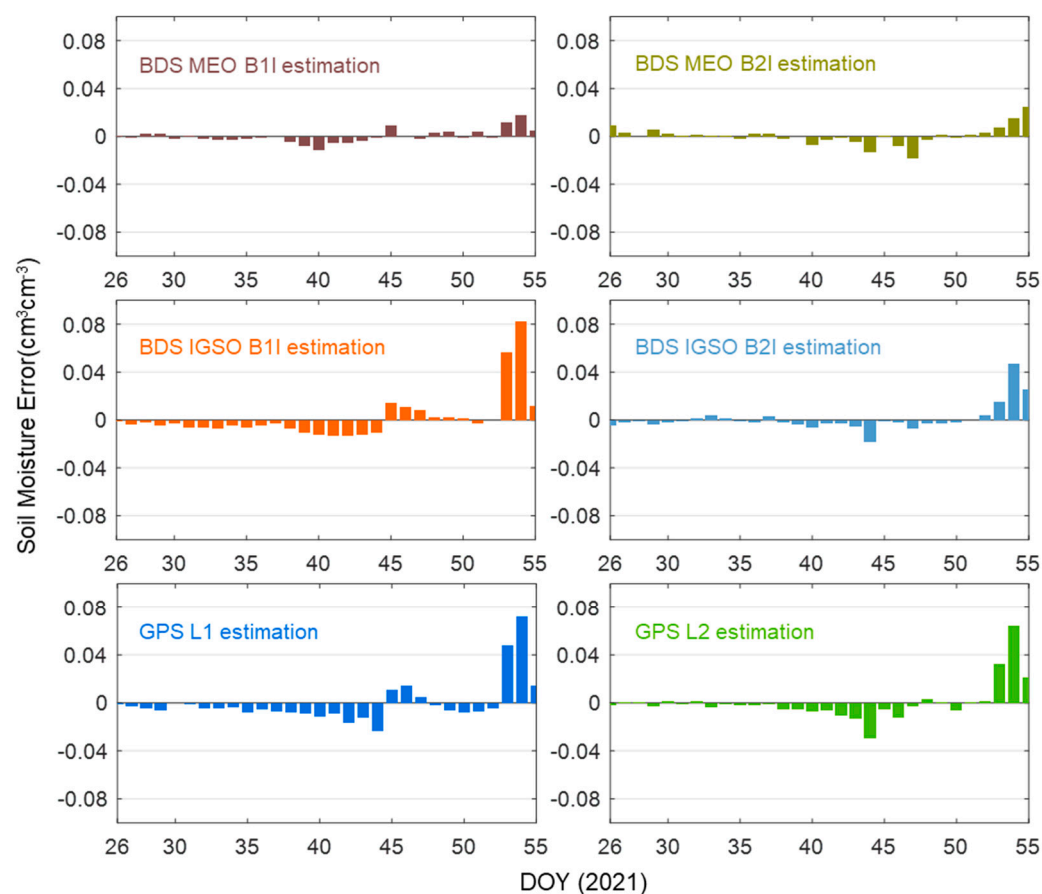 0.08
0.04
0
-0.04
-0.08
BDS MEO B1I estimation
26 30 35 40 45 50 55
0.08
0.04
0
-0.04
-0.08
BDS MEO B2I estimation
26 30 35 40 45 50 55
Soil Moisture Error(cm³cm⁻³)
0.08
0.04
0
-0.04
-0.08
BDS IGSO B1I estimation
26 30 35 40 45 50 55
0.08
0.04
0
-0.04
-0.08
BDS IGSO B2I estimation
26 30 35 40 45 50 55
0.08
0.04
0
-0.04
-0.08
GPS L1 estimation
26 30 35 40 45 50 55
0.08
0.04
0
-0.04
-0.08
GPS L2 estimation
26 30 35 40 45 50 55
DOY (2021)